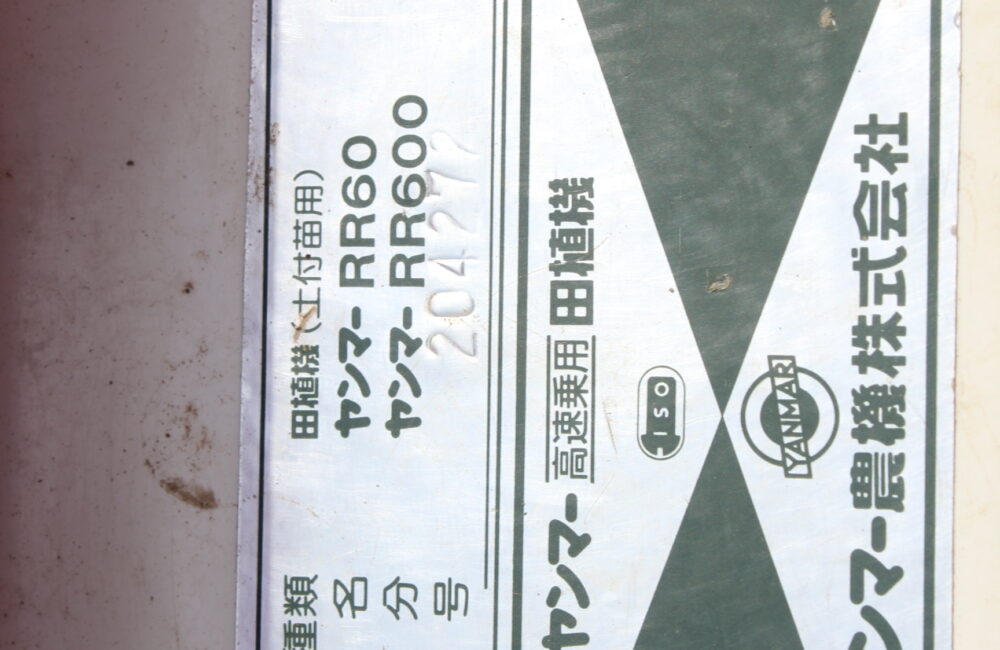 種類 田植機(土付苗用)
名 ヤンマー RR60
分 ヤンマー RR600
号 204272
ヤンマー 高速乗用 田植機
ISO
YANMAR
ンマー農機株式会社